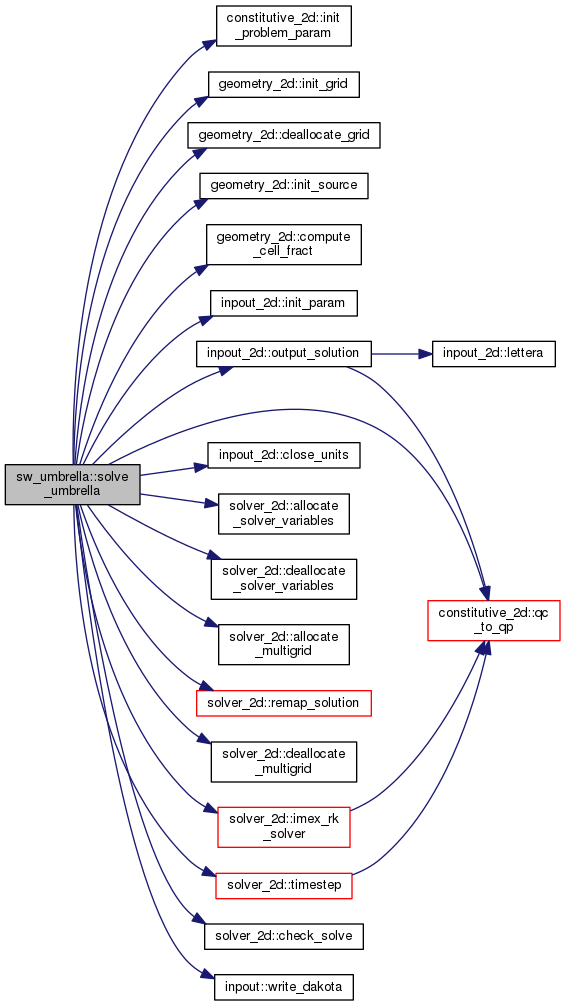 constitutive_2d::init
_problem_param
geometry_2d::init_grid
geometry_2d::deallocate_grid
geometry_2d::init_source
geometry_2d::compute
_cell_fract
inpout_2d::init_param
inpout_2d::output_solution
inpout_2d::lettera
sw_umbrella::solve
_umbrella
inpout_2d::close_units
solver_2d::allocate
_solver_variables
solver_2d::deallocate
_solver_variables
constitutive_2d::qc
_to_qp
solver_2d::allocate
_multigrid
solver_2d::remap_solution
solver_2d::deallocate
_multigrid
solver_2d::imex_rk
_solver
solver_2d::timestep
solver_2d::check_solve
inpout::write_dakota